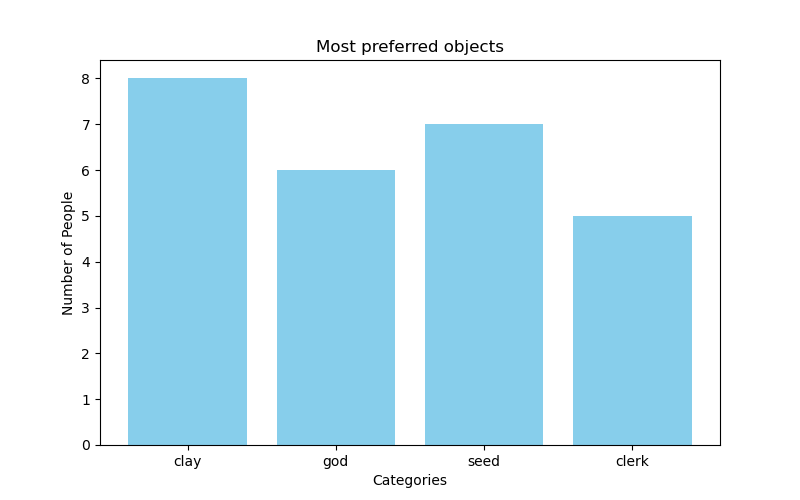 Most preferred objects
Number of People
8
7
6
5
4
3
2
1
0
clay god seed clerk
Categories